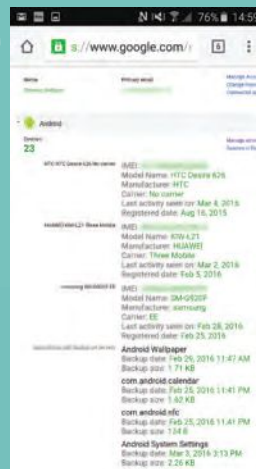 76% 14:59
s://www.google.com/r
6
Name
Primary email
Android
Devices
23
IMEI:
Model Name: HTC Desire 626
Manufacturer: HTC
Carrier: No carrier
Last activity seen on: Mar 4, 2016
Registered date: Aug 16, 2015
IMEI:
Model Name: KIW-L21
Manufacturer: HUAWEI
Carrier: Three Mobile
Last activity seen on: Mar 2, 2016
Registered date: Feb 5, 2016
IMEI:
Model Name: SM-G920F
Manufacturer: samsung
Carrier: EE
Last activity seen on: Feb 28, 2016
Registered date: Feb 25, 2016
Android Wallpaper
Backup date: Feb 29, 2016 11:47 AM
Backup size: 1.71 KB
com.android.calendar
Backup date: Feb 25, 2016 11:41 PM
Backup size: 1.62 KB
com.android.nfc
Backup date: Feb 25, 2016 11:41 PM
Backup size: 134 B
Android System Settings
Backup date: Mar 3, 2016 3:13 PM
Backup size: 2.26 KB